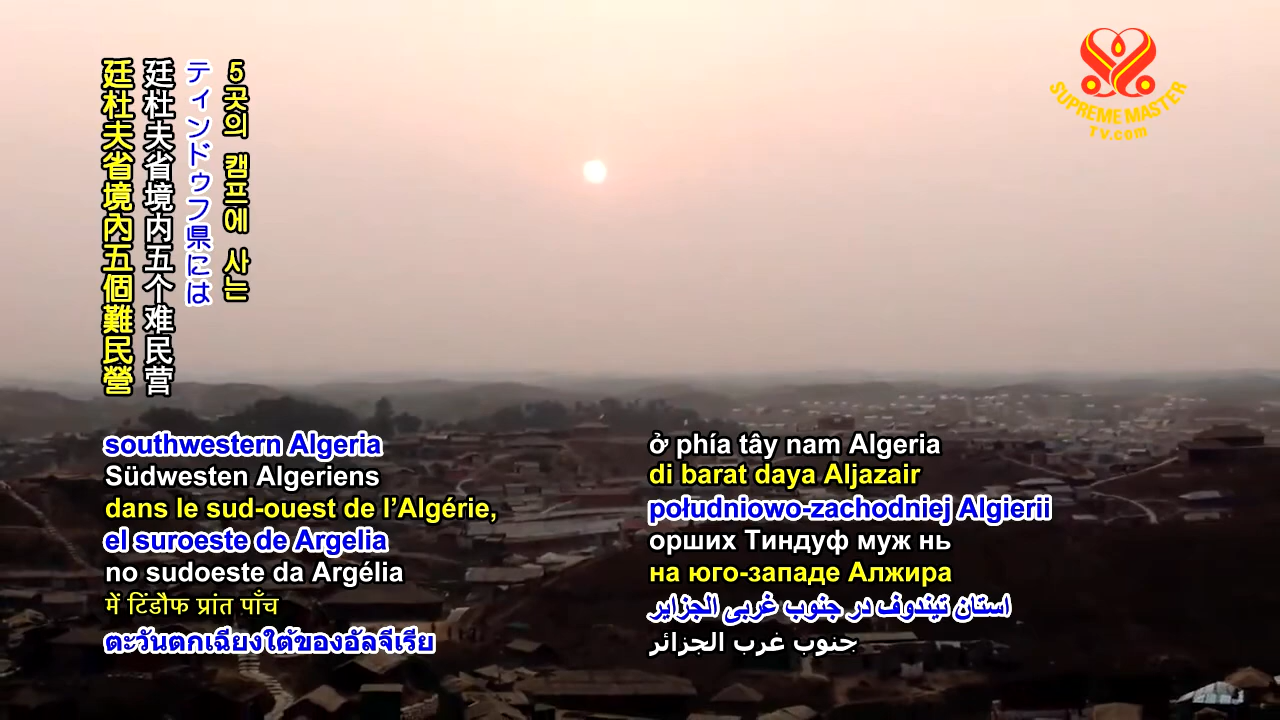 廷杜夫省境內五個難民營
廷杜夫省境内五个难民营
ティンドゥフ県には
5곳의 캠프에 사는
SUPREME MASTER
TV.com
southwestern Algeria
Südwesten Algeriens
dans le sud-ouest de l’Algérie,
el suroeste de Argelia
no sudoeste da Argélia
में टिंडौफ प्रांत पाँच
ตะวันตกเฉียงใต้ของอัลจีเรีย
ở phía tây nam Algeria
di barat daya Aljazair
południowo-zachodniej Algierii
орших Тиндуф муж нь
на юго-западе Алжира
استان تیندوف در جنوب غربی الجزایر
جنوب غرب الجزائر